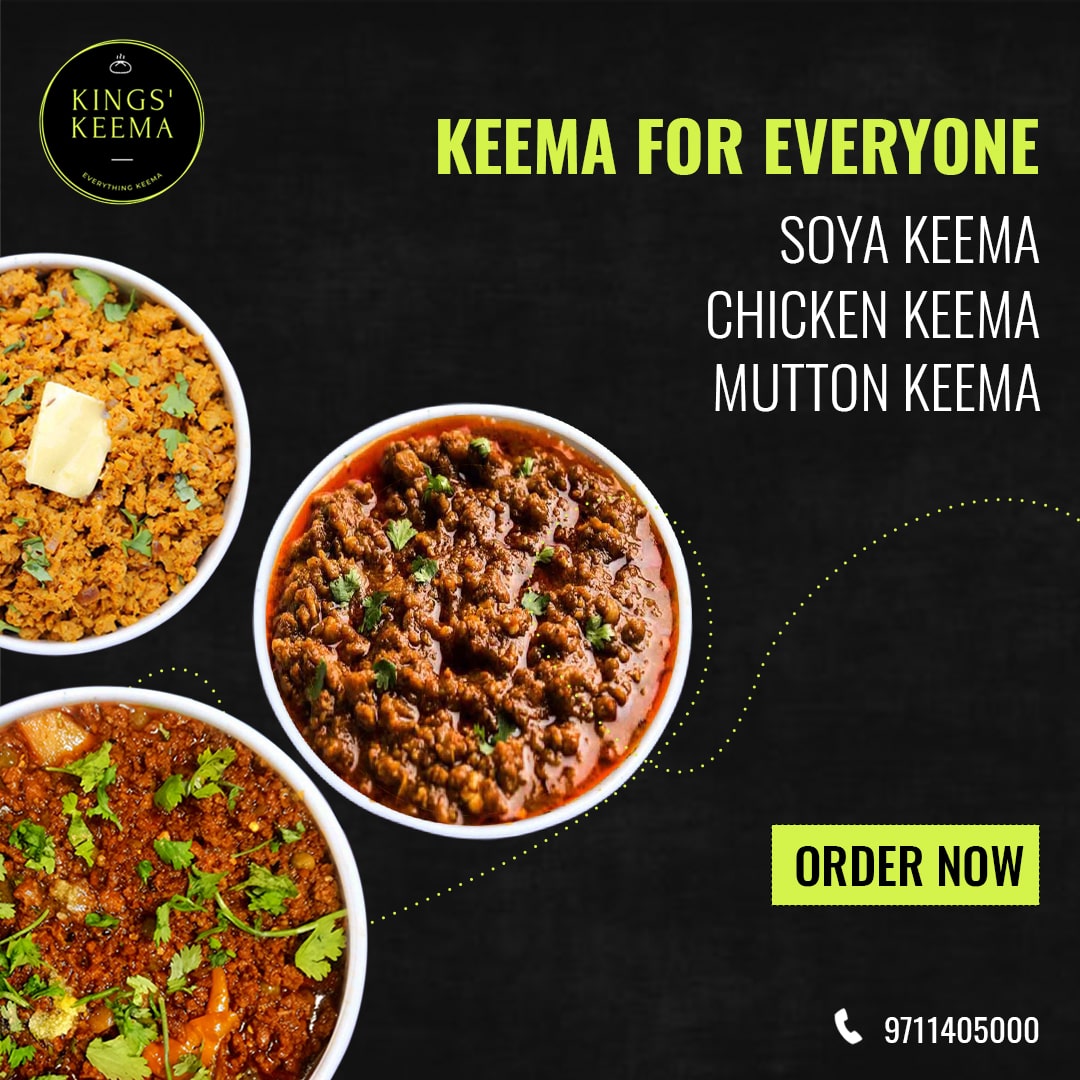 KINGS'
KEEMA
EVERYTHING KEEMA
KEEMA FOR EVERYONE
SOYA KEEMA
CHICKEN KEEMA
MUTTON KEEMA
ORDER NOW
9711405000